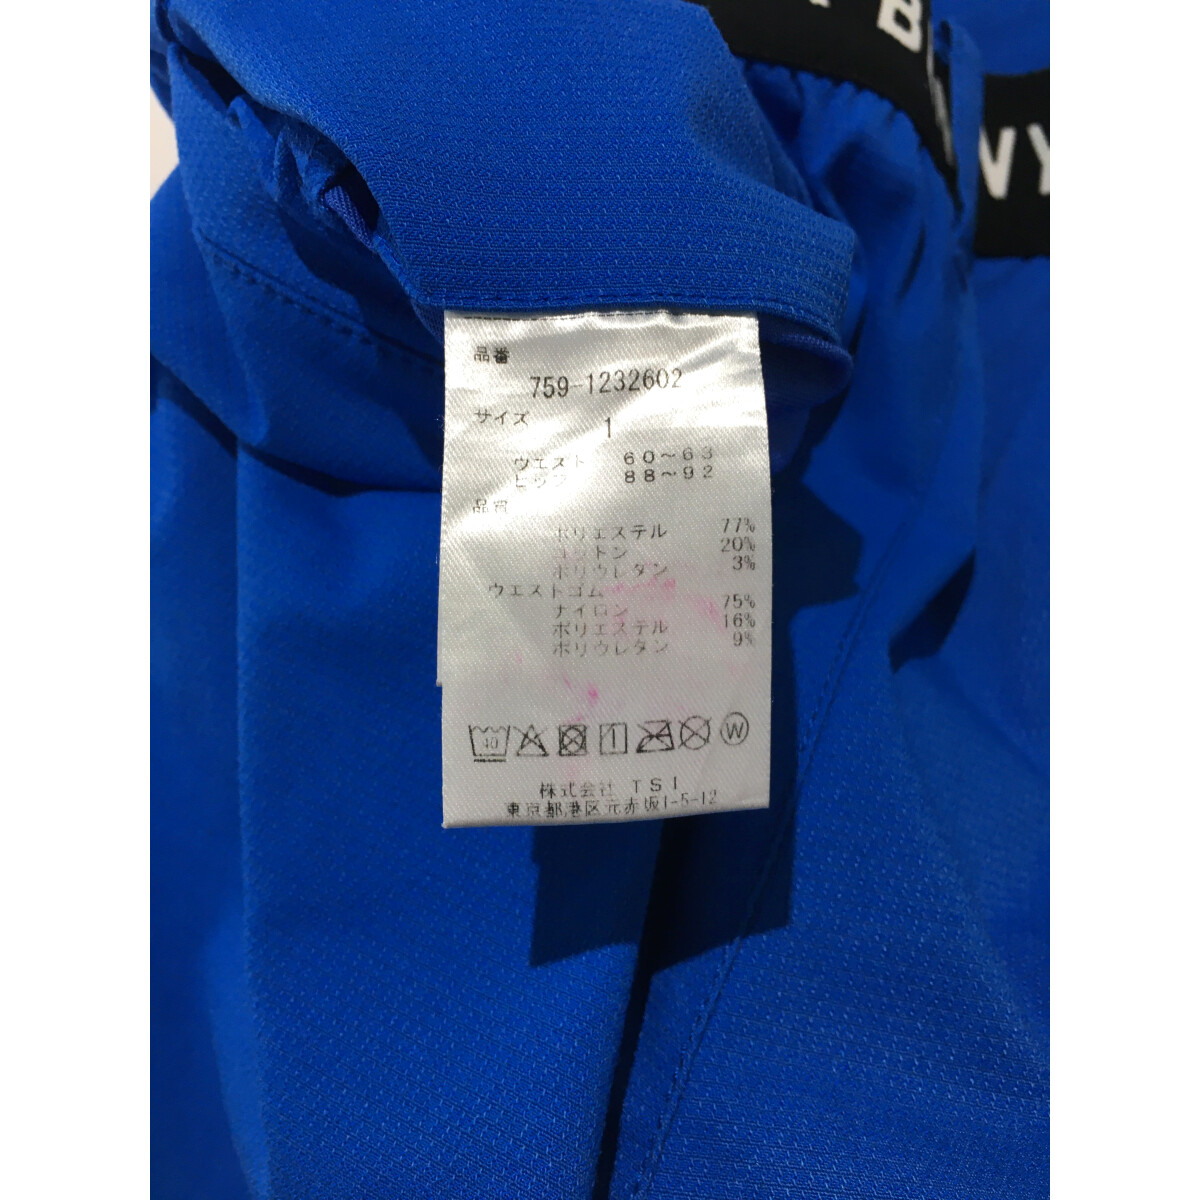 B
NY
品番
759-1232602
サイズ
1
ウエスト 60～63
ヒップ 88～92
品質
ポリエステル 77%
コットン 20%
ポリウレタン 3%
ウエストゴム
ナイロン 75%
ポリエステル 16%
ポリウレタン 9%
40
W
株式会社 TSI
東京都港区元赤坂1-5-12